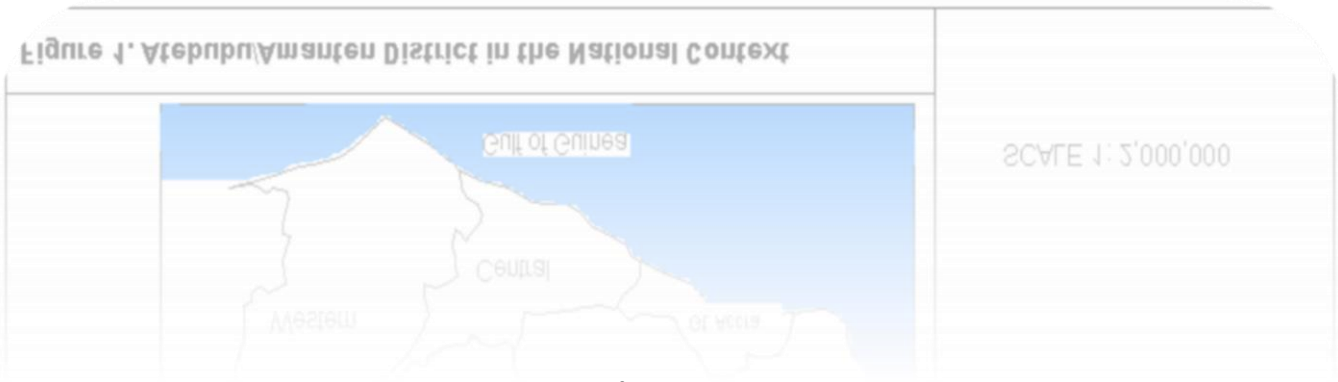 Figure 1. Atebubu/Amanten District in the National Context
Gulf of Guinea
SCALE 1: 2,000,000
Central
Western
Gt. Accra